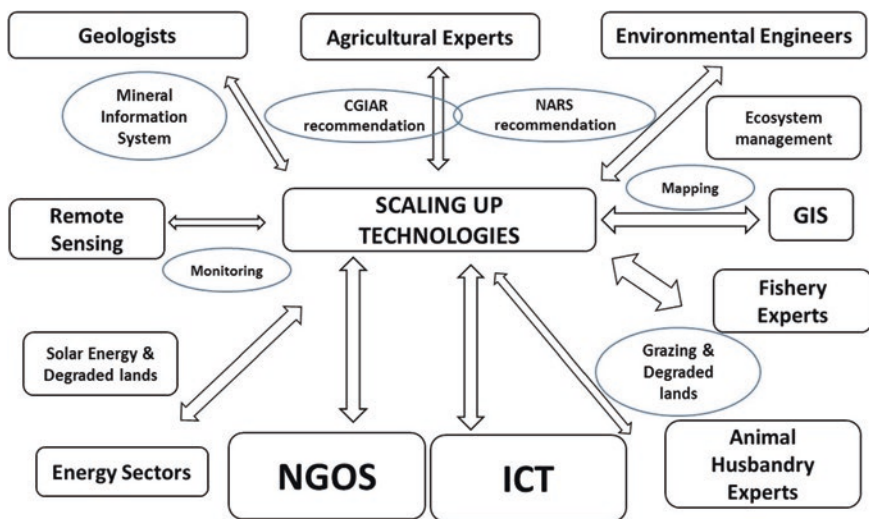 Geologists
Agricultural Experts
Environmental Engineers
Mineral
Information
System
CGIAR
recommendation
NARS
recommendation
Ecosystem
management
Mapping
Remote
Sensing
SCALING UP
TECHNOLOGIES
GIS
Monitoring
Fishery
Experts
Solar Energy &
Degraded lands
Grazing &
Degraded
lands
Energy Sectors
NGOS
ICT
Animal
Husbandry
Experts